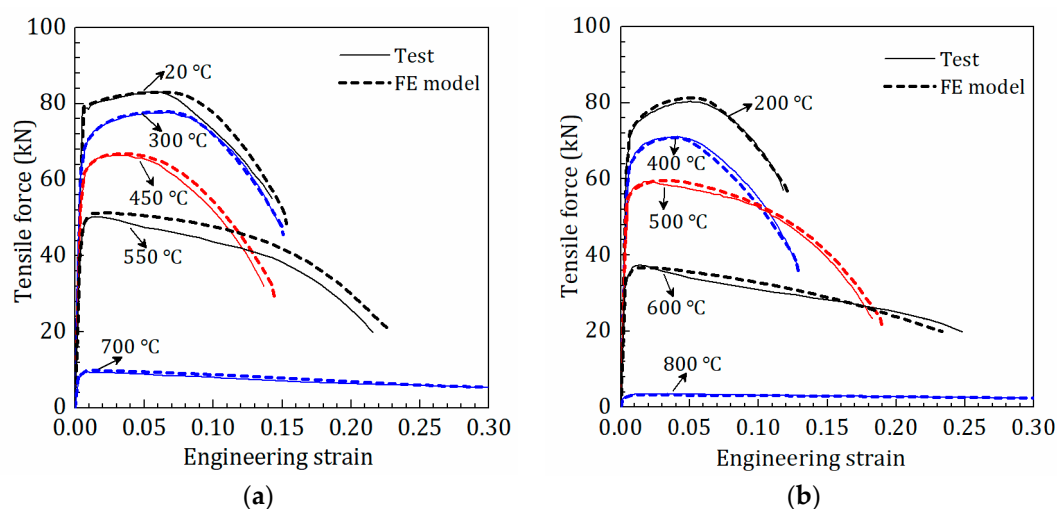 100
80
60
40
20
0
Tensile force (kN)
Test
FE model
20 °C
300 °C
450 °C
550 °C
700 °C
0.00 0.05 0.10 0.15 0.20 0.25 0.30
Engineering strain
(a)
100
80
60
40
20
0
Tensile force (kN)
Test
FE model
200 °C
400 °C
500 °C
600 °C
800 °C
0.00 0.05 0.10 0.15 0.20 0.25 0.30
Engineering strain
(b)